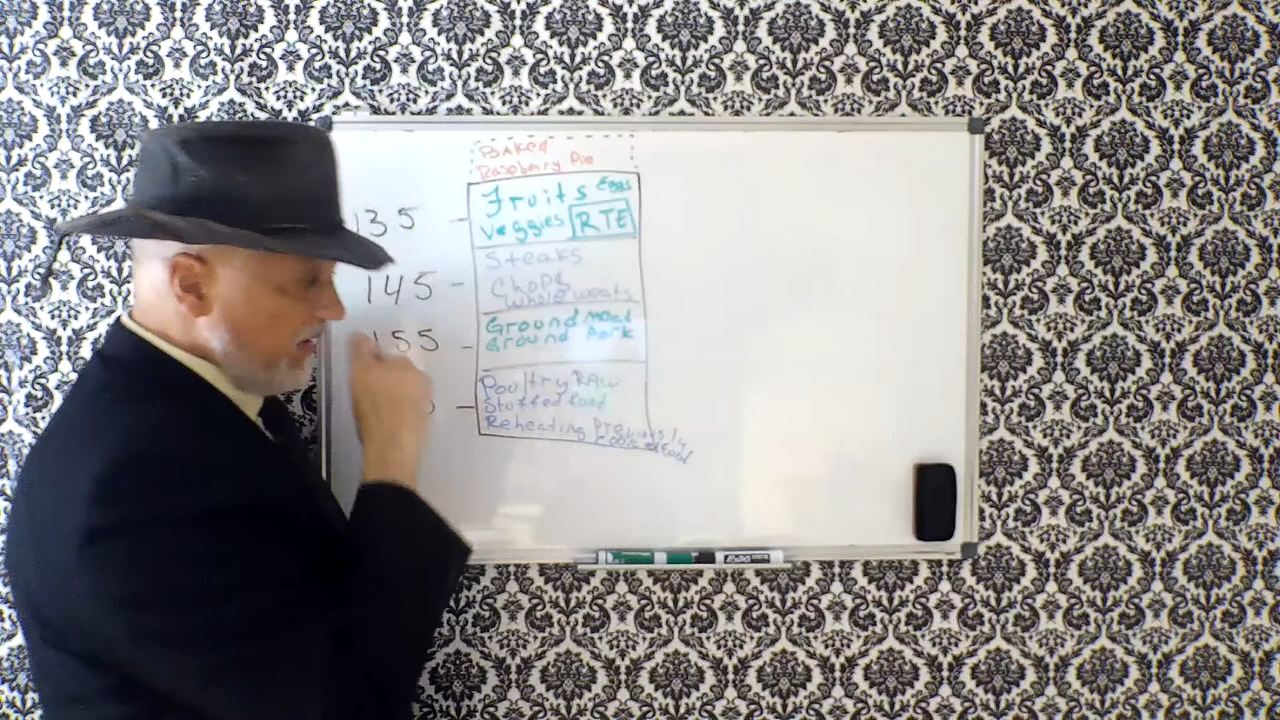 Baked
Raspberry Pie
Fruits Eggs
135 -
Veggies RTE
Steaks
145 - Chops
Whole Meats
Ground Meat
155 - Ground Pork
Poultry RAW
- Stuffed food
Reheating Previously
Cooked Food
EXPO